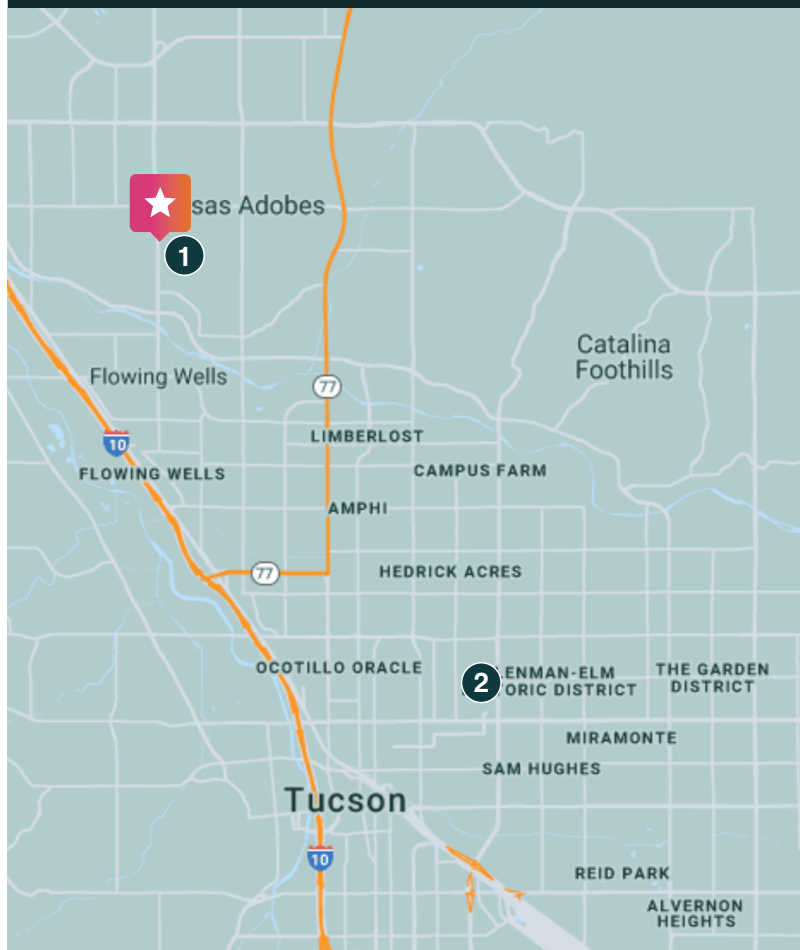 sas Adobes
1
Catalina
Foothills
Flowing Wells
77
LIMBERLOST
10
CAMPUS FARM
FLOWING WELLS
AMPHI
77
HEDRICK ACRES
OCOTILLO ORACLE
2
ENMAN-ELM
ORIC DISTRICT
THE GARDEN
DISTRICT
MIRAMONTE
SAM HUGHES
Tucson
10
REID PARK
ALVERNON
HEIGHTS